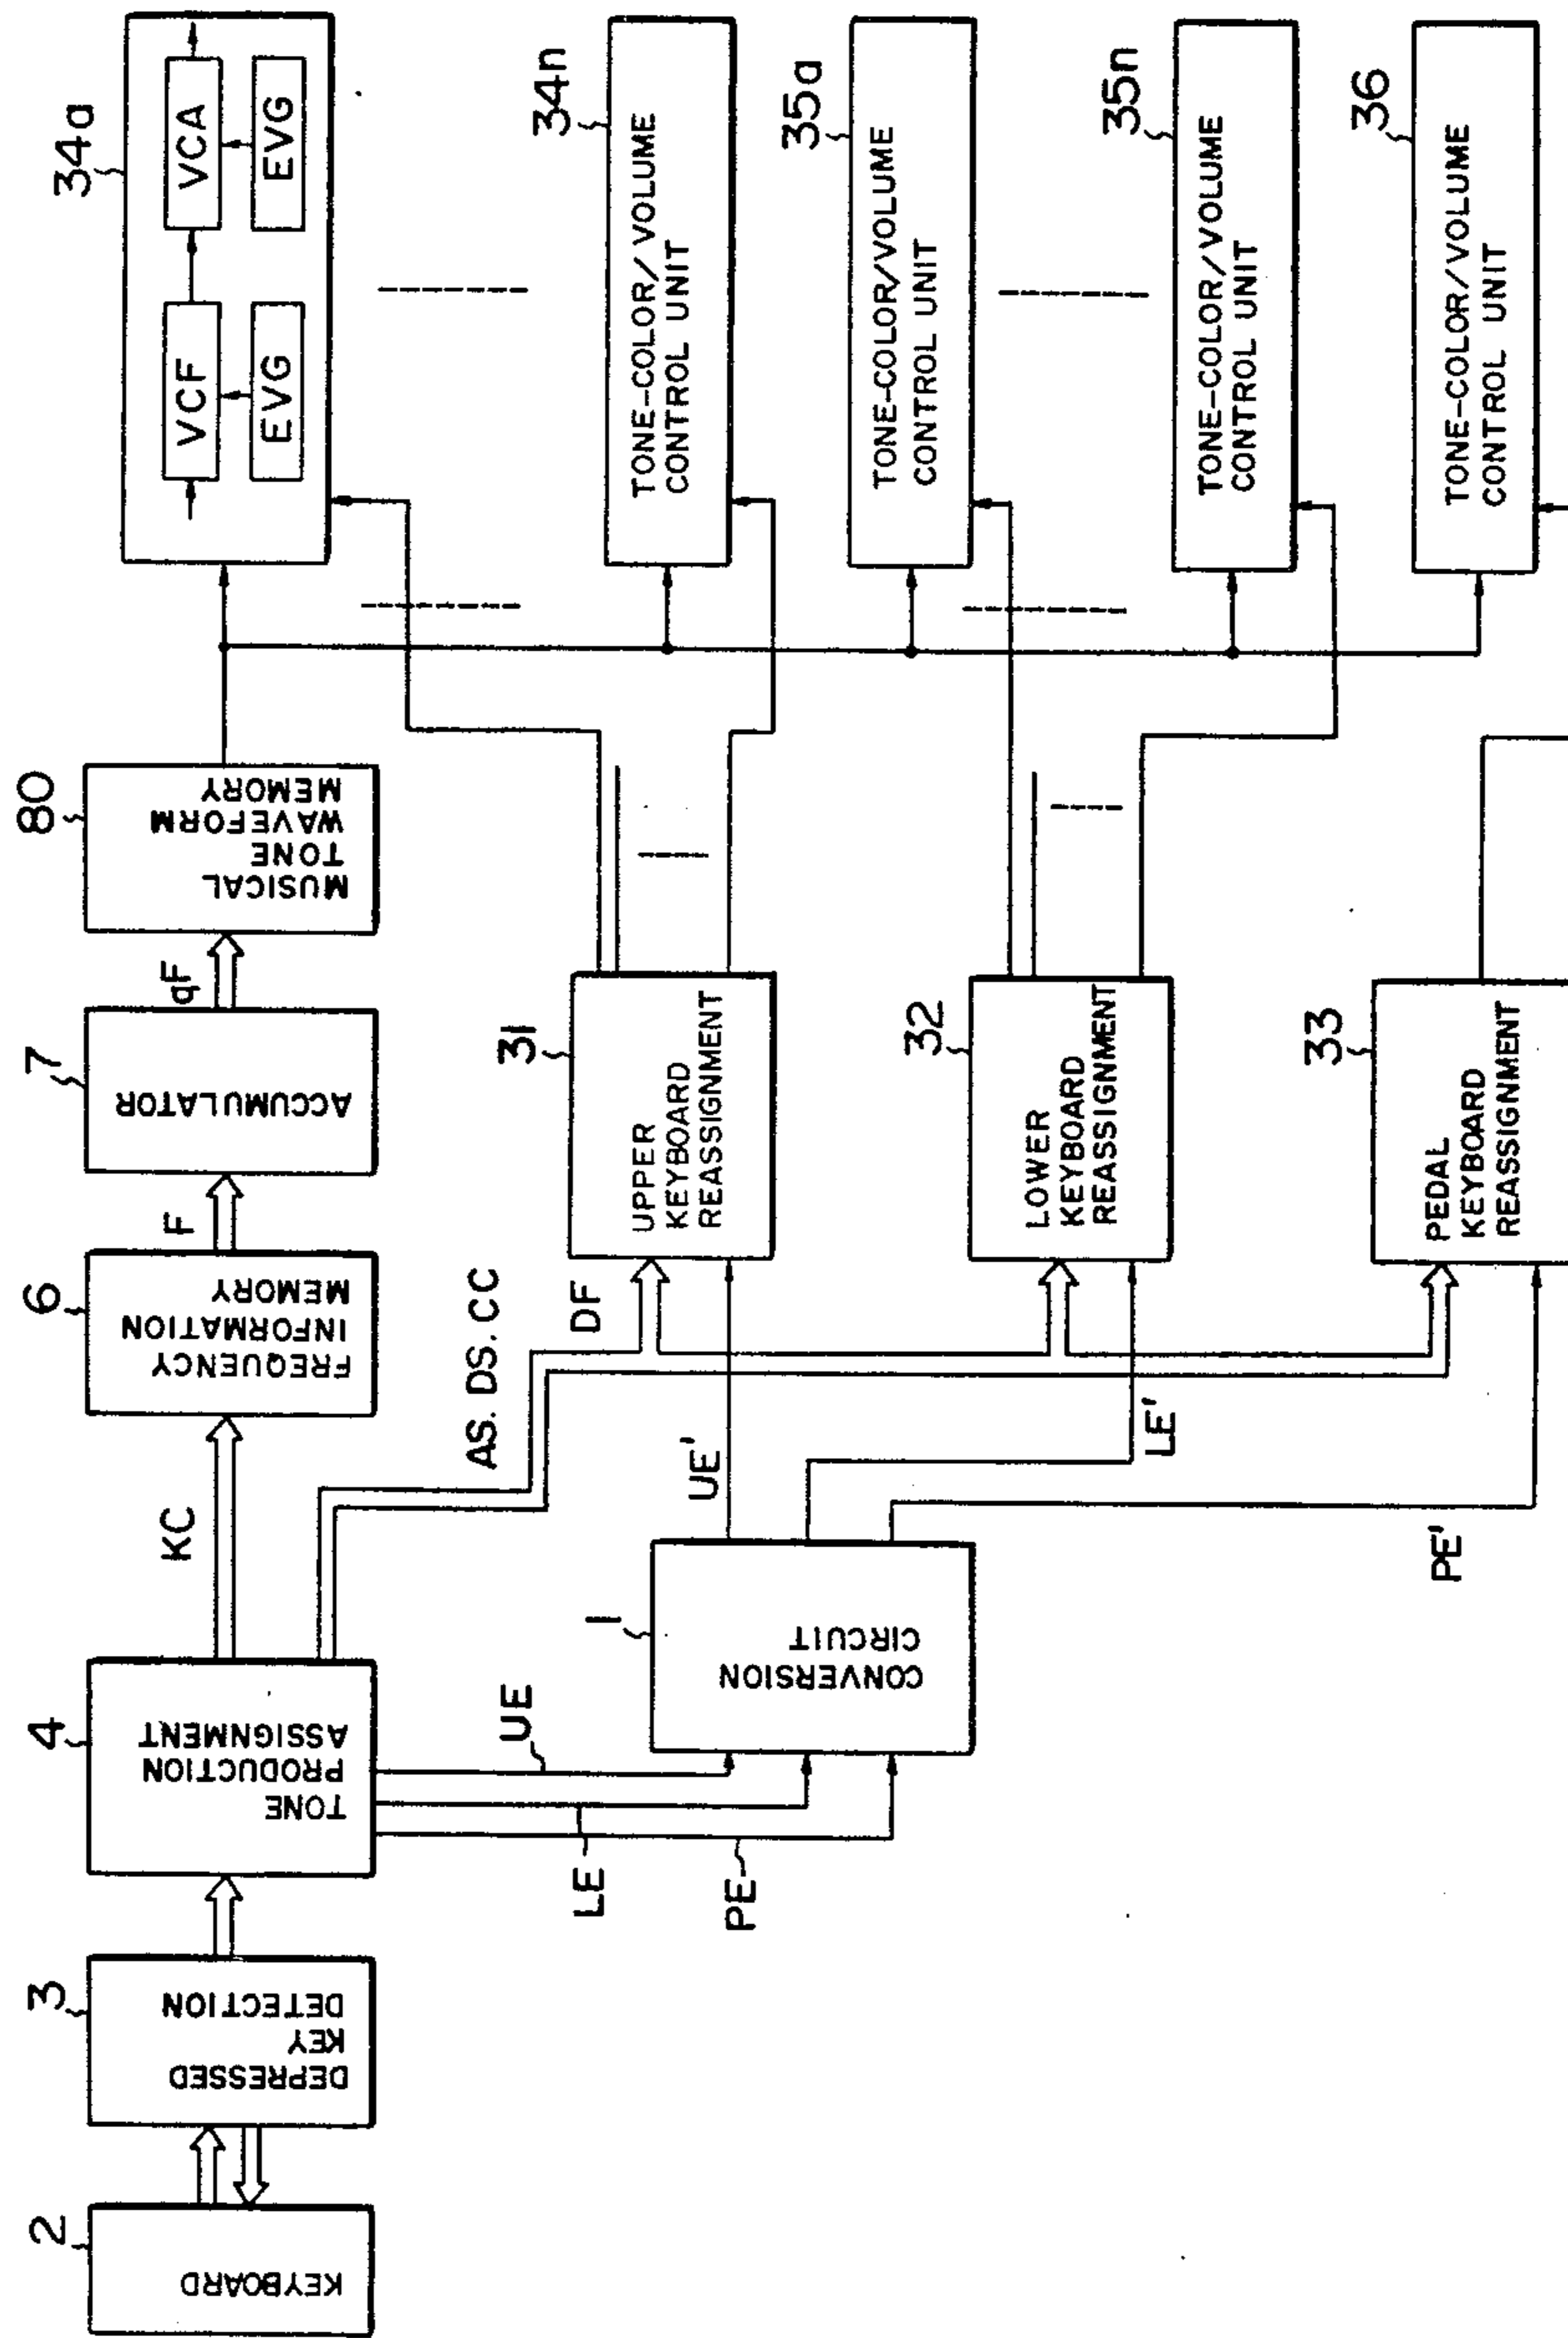 2
KEYBOARD
3
DEPRESSED
KEY
DETECTION
4
TONE
PRODUCTION
ASSIGNMENT
KC
6
FREQUENCY
INFORMATION
MEMORY
F
7
ACCUMULATOR
qF
80
MUSICAL
TONE
WAVEFORM
MEMORY
34a
VCF
VCA
EVG
EVG
UE
LE
PE
1
CONVERSION
CIRCUIT
AS. DS. CC
DF
UE'
LE'
PE'
31
UPPER
KEYBOARD
REASSIGNMENT
32
LOWER
KEYBOARD
REASSIGNMENT
33
PEDAL
KEYBOARD
REASSIGNMENT
34n
TONE-COLOR/VOLUME
CONTROL UNIT
35a
TONE-COLOR/VOLUME
CONTROL UNIT
35n
TONE-COLOR/VOLUME
CONTROL UNIT
36
TONE-COLOR/VOLUME
CONTROL UNIT